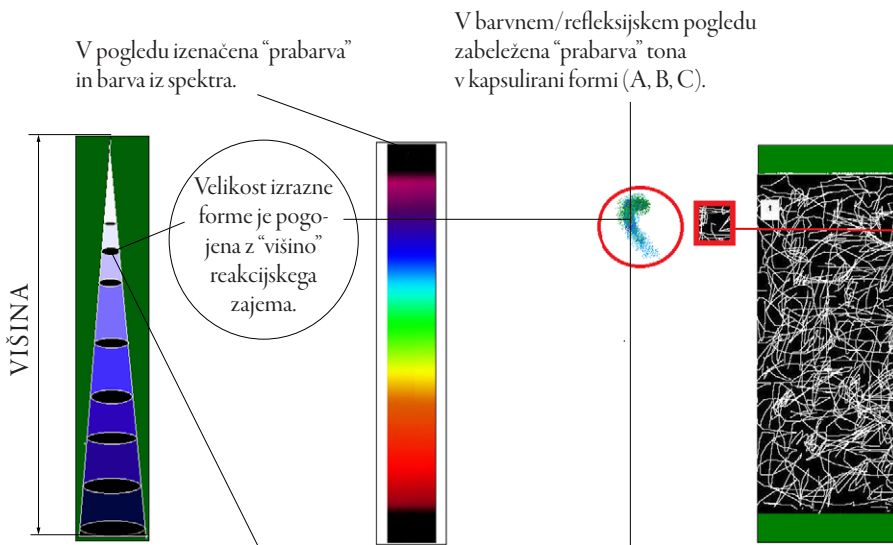 V pogledu izenačena “prabarva”
in barva iz spektra.
V barvnem/refleksijskem pogledu
zabeležena “prabarva” tona
v kapsulirani formi (A, B, C).
VIŠINA
Velikost izrazne
forme je pogo-
jena z “višino”
reakcijskega
zajema.
1